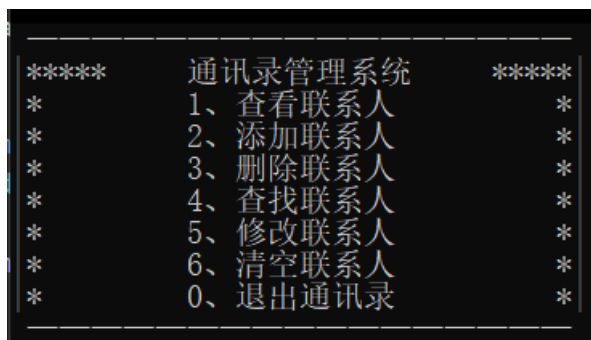 —————————————————
|*****     通讯录管理系统     *****|
|*          1、查看联系人          *|
|*          2、添加联系人          *|
|*          3、删除联系人          *|
|*          4、查找联系人          *|
|*          5、修改联系人          *|
|*          6、清空联系人          *|
|*          0、退出通讯录          *|
—————————————————